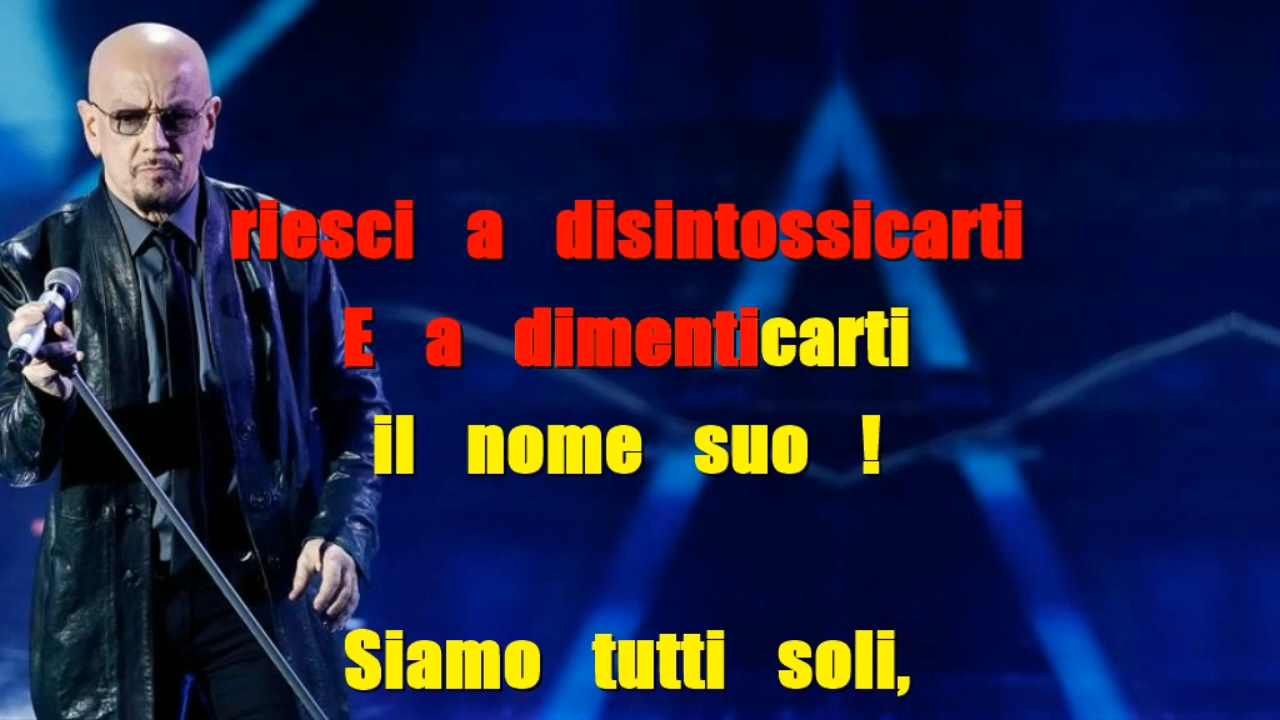 riesci a disintossicarti
E a dimenticarti
il nome suo !
Siamo tutti soli,